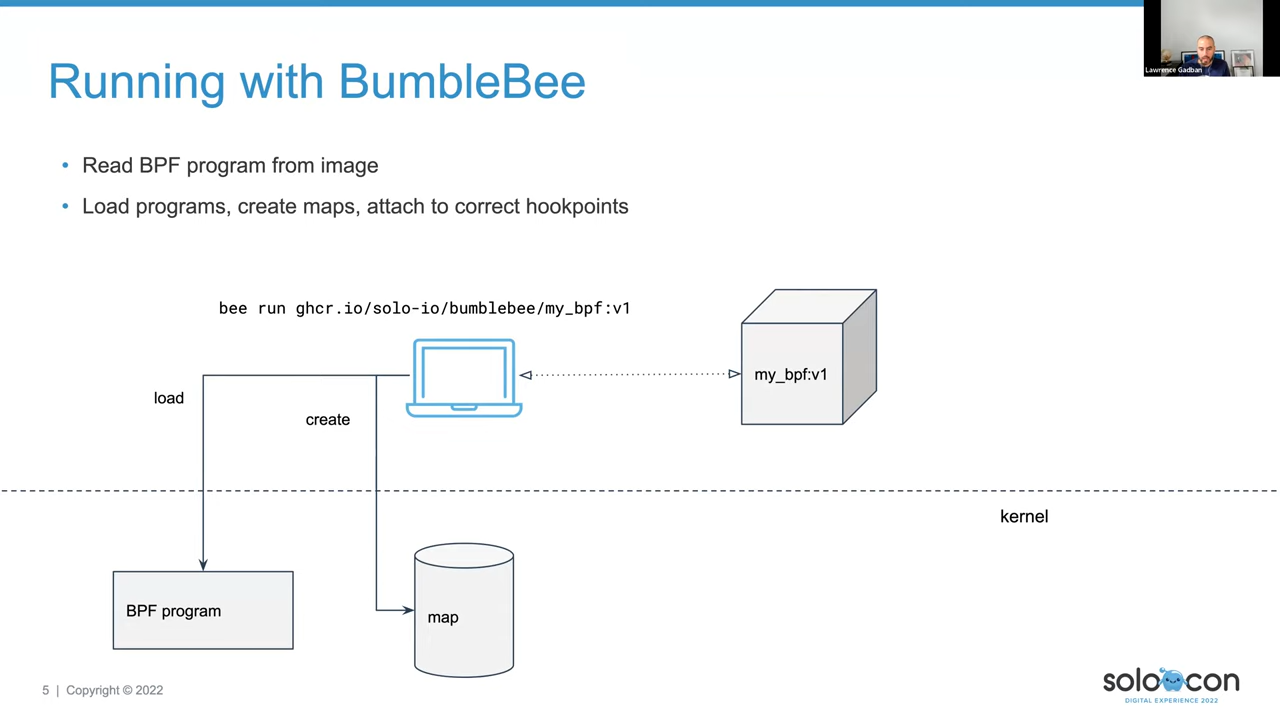 Running with BumbleBee
Lawrence Gadban
• Read BPF program from image
• Load programs, create maps, attach to correct hookpoints
bee run ghcr.io/solo-io/bumblebee/my_bpf:v1
my_bpf:v1
load
create
kernel
BPF program
map
5 | Copyright © 2022
solo con
DIGITAL EXPERIENCE 2022